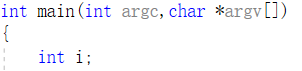 int main(int argc,char *argv[])
{
int i;